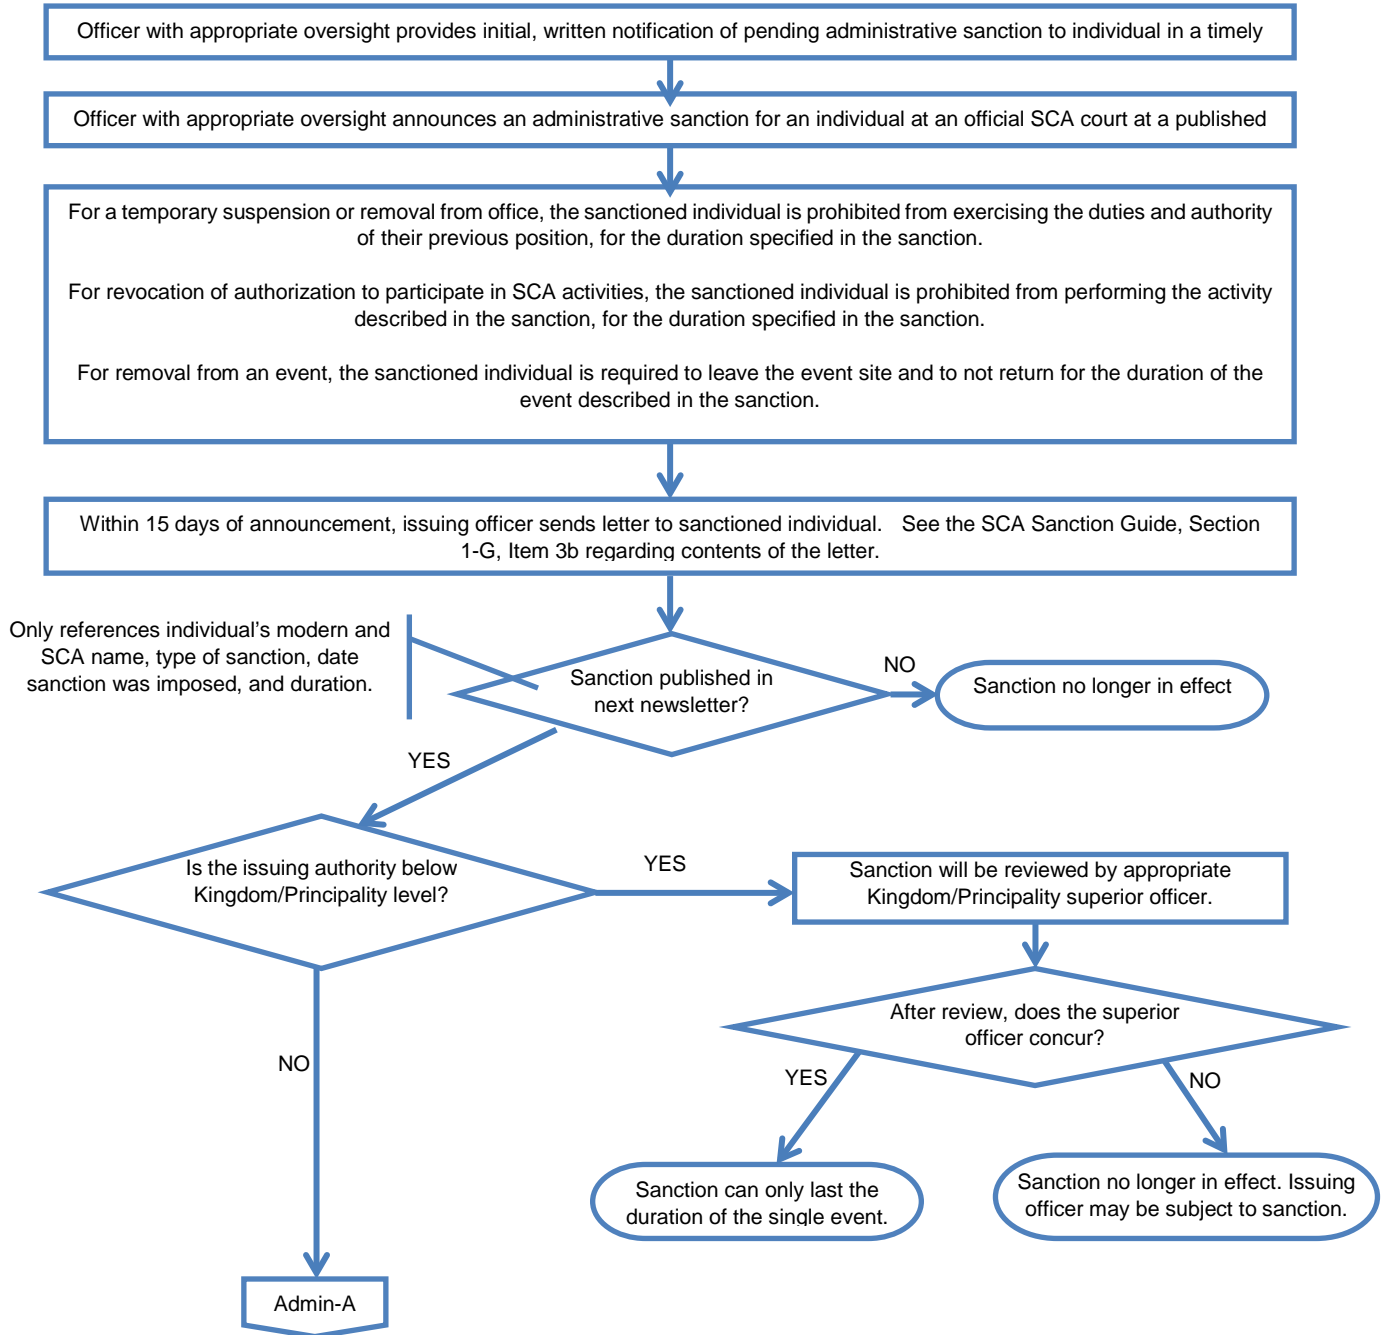 Officer with appropriate oversight provides initial, written notification of pending administrative sanction to individual in a timely
Officer with appropriate oversight announces an administrative sanction for an individual at an official SCA court at a published
For a temporary suspension or removal from office, the sanctioned individual is prohibited from exercising the duties and authority
of their previous position, for the duration specified in the sanction.
For revocation of authorization to participate in SCA activities, the sanctioned individual is prohibited from performing the activity
described in the sanction, for the duration specified in the sanction.
For removal from an event, the sanctioned individual is required to leave the event site and to not return for the duration of the
event described in the sanction.
Within 15 days of announcement, issuing officer sends letter to sanctioned individual. See the SCA Sanction Guide, Section
1-G, Item 3b regarding contents of the letter.
Only references individual’s modern and
SCA name, type of sanction, date
sanction was imposed, and duration.
Sanction published in
next newsletter?
NO
Sanction no longer in effect
YES
Is the issuing authority below
Kingdom/Principality level?
YES
Sanction will be reviewed by appropriate
Kingdom/Principality superior officer.
After review, does the superior
officer concur?
NO
YES
NO
Sanction can only last the
duration of the single event.
Sanction no longer in effect. Issuing
officer may be subject to sanction.
Admin-A